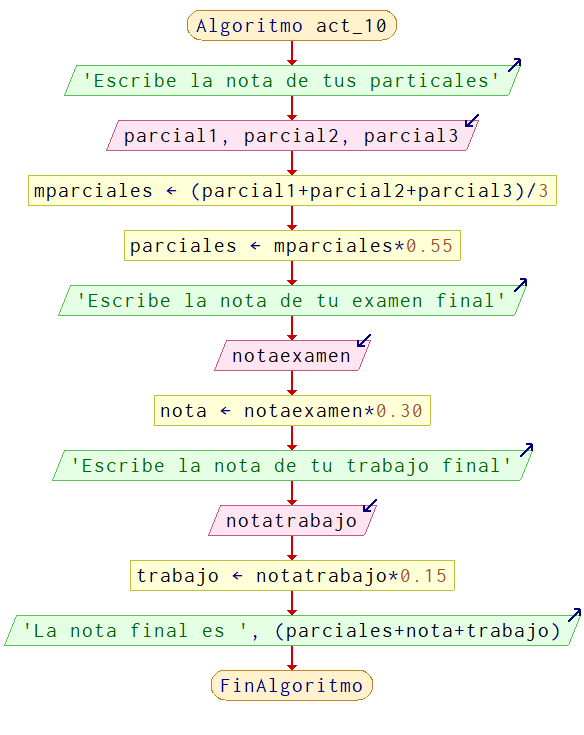 Algoritmo act_10
'Escribe la nota de tus particales'
parcial1, parcial2, parcial3
mparciales ← (parcial1+parcial2+parcial3)/3
parciales ← mparciales*0.55
'Escribe la nota de tu examen final'
notaexamen
nota ← notaexamen*0.30
'Escribe la nota de tu trabajo final'
notatrabajo
trabajo ← notatrabajo*0.15
'La nota final es ', (parciales+nota+trabajo)
FinAlgoritmo